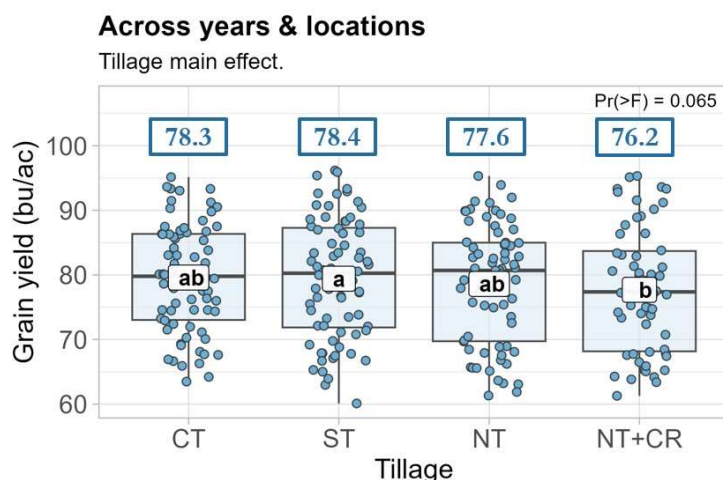 Across years & locations
Tillage main effect.
Pr(>F) = 0.065
78.3 78.4 77.6 76.2
Grain yield (bu/ac)
100
90
80
70
60
ab a ab b
CT ST NT NT+CR
Tillage